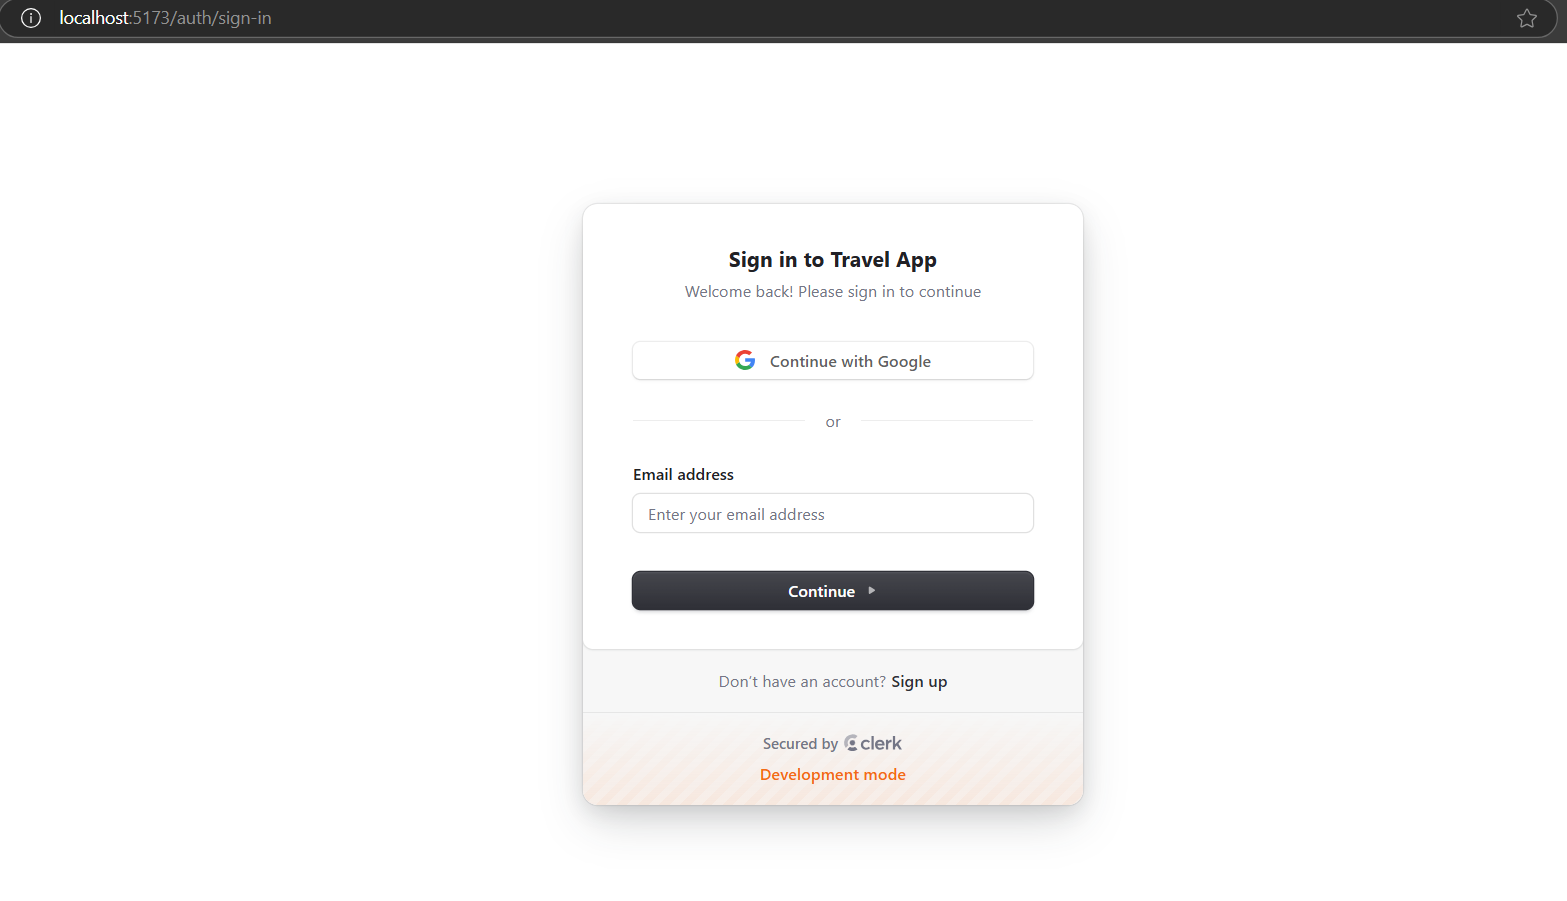 localhost:5173/auth/sign-in
Sign in to Travel App
Welcome back! Please sign in to continue
Continue with Google
or
Email address
Enter your email address
Continue
Don't have an account? Sign up
Secured by clerk
Development mode